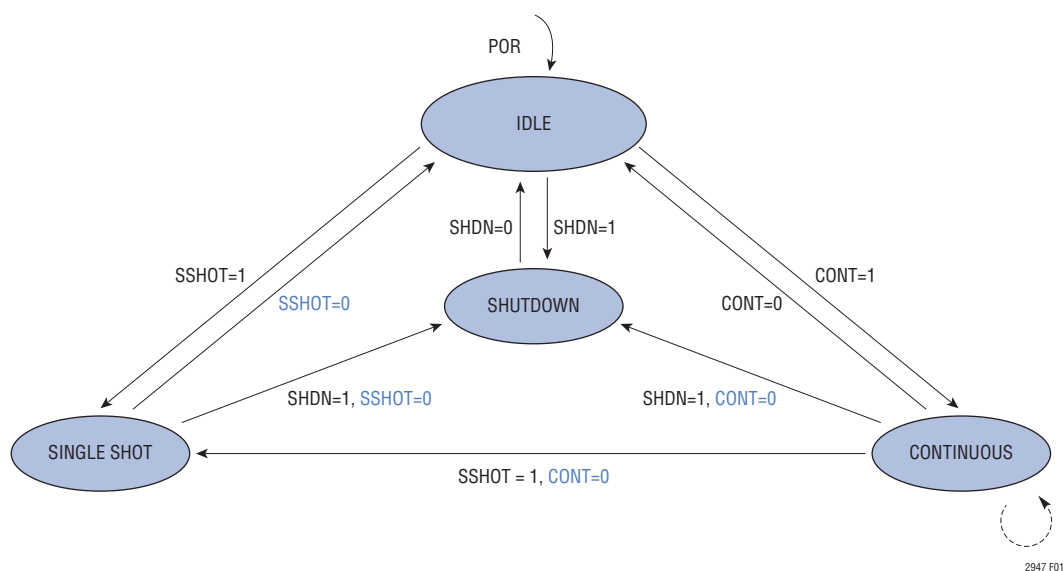 POR
IDLE
SHDN=0
SHDN=1
SSHOT=1
SSHOT=0
SHUTDOWN
CONT=0
CONT=1
SHDN=1, SSHOT=0
SHDN=1, CONT=0
SINGLE SHOT
CONTINUOUS
SSHOT = 1, CONT=0
2947 F01